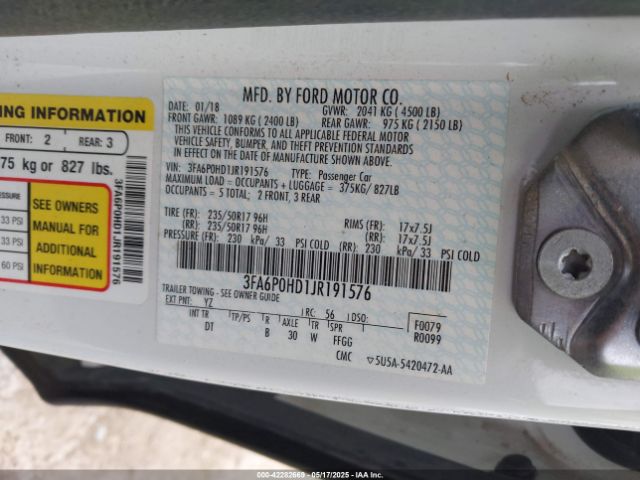 NG INFORMATION
FRONT: 2 REAR: 3
75 kg or 827 lbs.
RESSURE
33 PSI
33 PSI
60 PSI
SEE OWNERS
MANUAL FOR
ADDITIONAL
INFORMATION
3FA6P0HD1JR191576
MFD. BY FORD MOTOR CO.
DATE: 01/18 GVWR: 2041 KG ( 4500 LB)
FRONT GAWR: 1089 KG ( 2400 LB) REAR GAWR: 975 KG ( 2150 LB)
THIS VEHICLE CONFORMS TO ALL APPLICABLE FEDERAL MOTOR
VEHICLE SAFETY, BUMPER, AND THEFT PREVENTION STANDARDS
IN EFFECT ON THE DATE OF MANUFACTURE SHOWN ABOVE.
VIN: 3FA6P0HD1JR191576 TYPE: Passenger Car
MAXIMUM LOAD = OCCUPANTS + LUGGAGE = 375KG/ 827LB
OCCUPANTS = 5 TOTAL; 2 FRONT, 3 REAR
TIRE (FR): 235/50R17 96H RIMS (FR): 17x7.5J
(RR): 235/50R17 96H (RR): 17x7.5J
PRESSURE (FR): 230 kPa/ 33 PSI COLD (RR): 230 kPa/ 33 PSI COLD
3FA6P0HD1JR191576
TRAILER TOWING - SEE OWNER GUIDE
EXT PNT: YZ RC: 56 DSO: F0079
INT TR TP/PS R AXLE TR SPR R0099
DT B 30 W FFGG
CMC 5U5A-5420472-AA
000-42282669 - 05/17/2025 - IAAI.COM